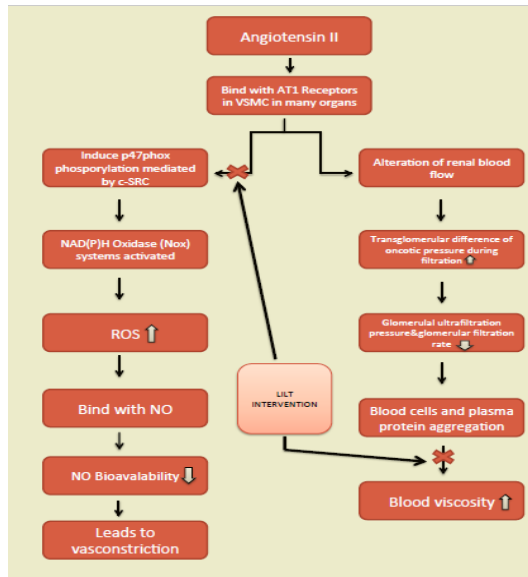 Angiotensin II
Bind with AT1 Receptors
in VSMC in many organs
Induce p47phox
phosporylation mediated
by c-SRC
NAD(P)H Oxidase (Nox)
systems activated
ROS
Bind with NO
NO Bioavalability
Leads to
vasconstriction
LILT
INTERVENTION
Alteration of renal blood
flow
Transglomerular difference of
oncotic pressure during
filtration
Glomerulal ultrafiltration
pressure&glomerular filtration
rate
Blood cells and plasma
protein aggregation
Blood viscosity